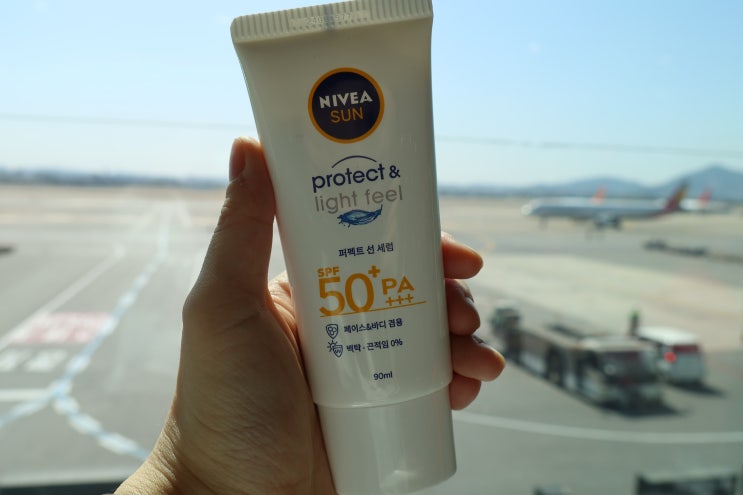 NIVEA
SUN
protect &
light feel
퍼펙트 선 세럼
SPF
50+ PA
+++
페이스&바디 겸용
백탁·끈적임 0%
90ml